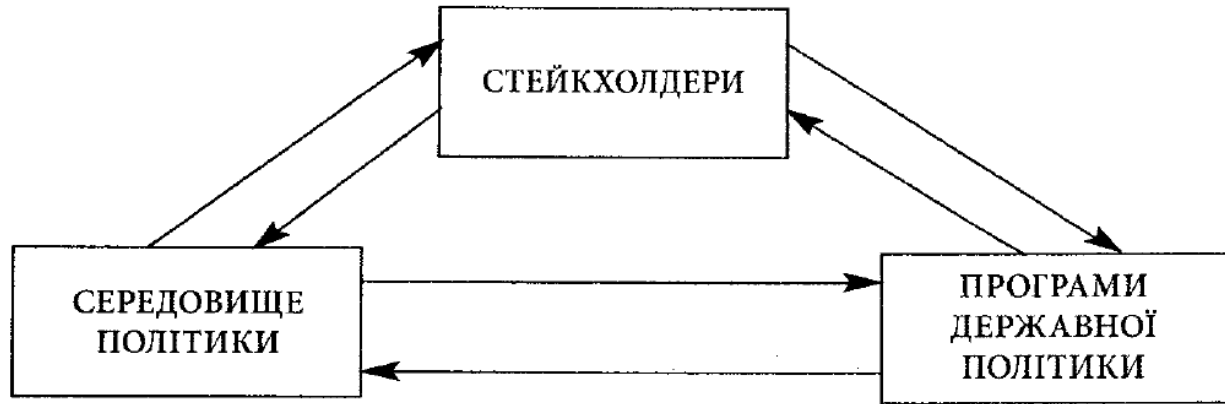 СТЕЙКХОЛДЕРИ
СЕРЕДОВИЩЕ
ПОЛІТИКИ
ПРОГРАМИ
ДЕРЖАВНОЇ
ПОЛІТИКИ